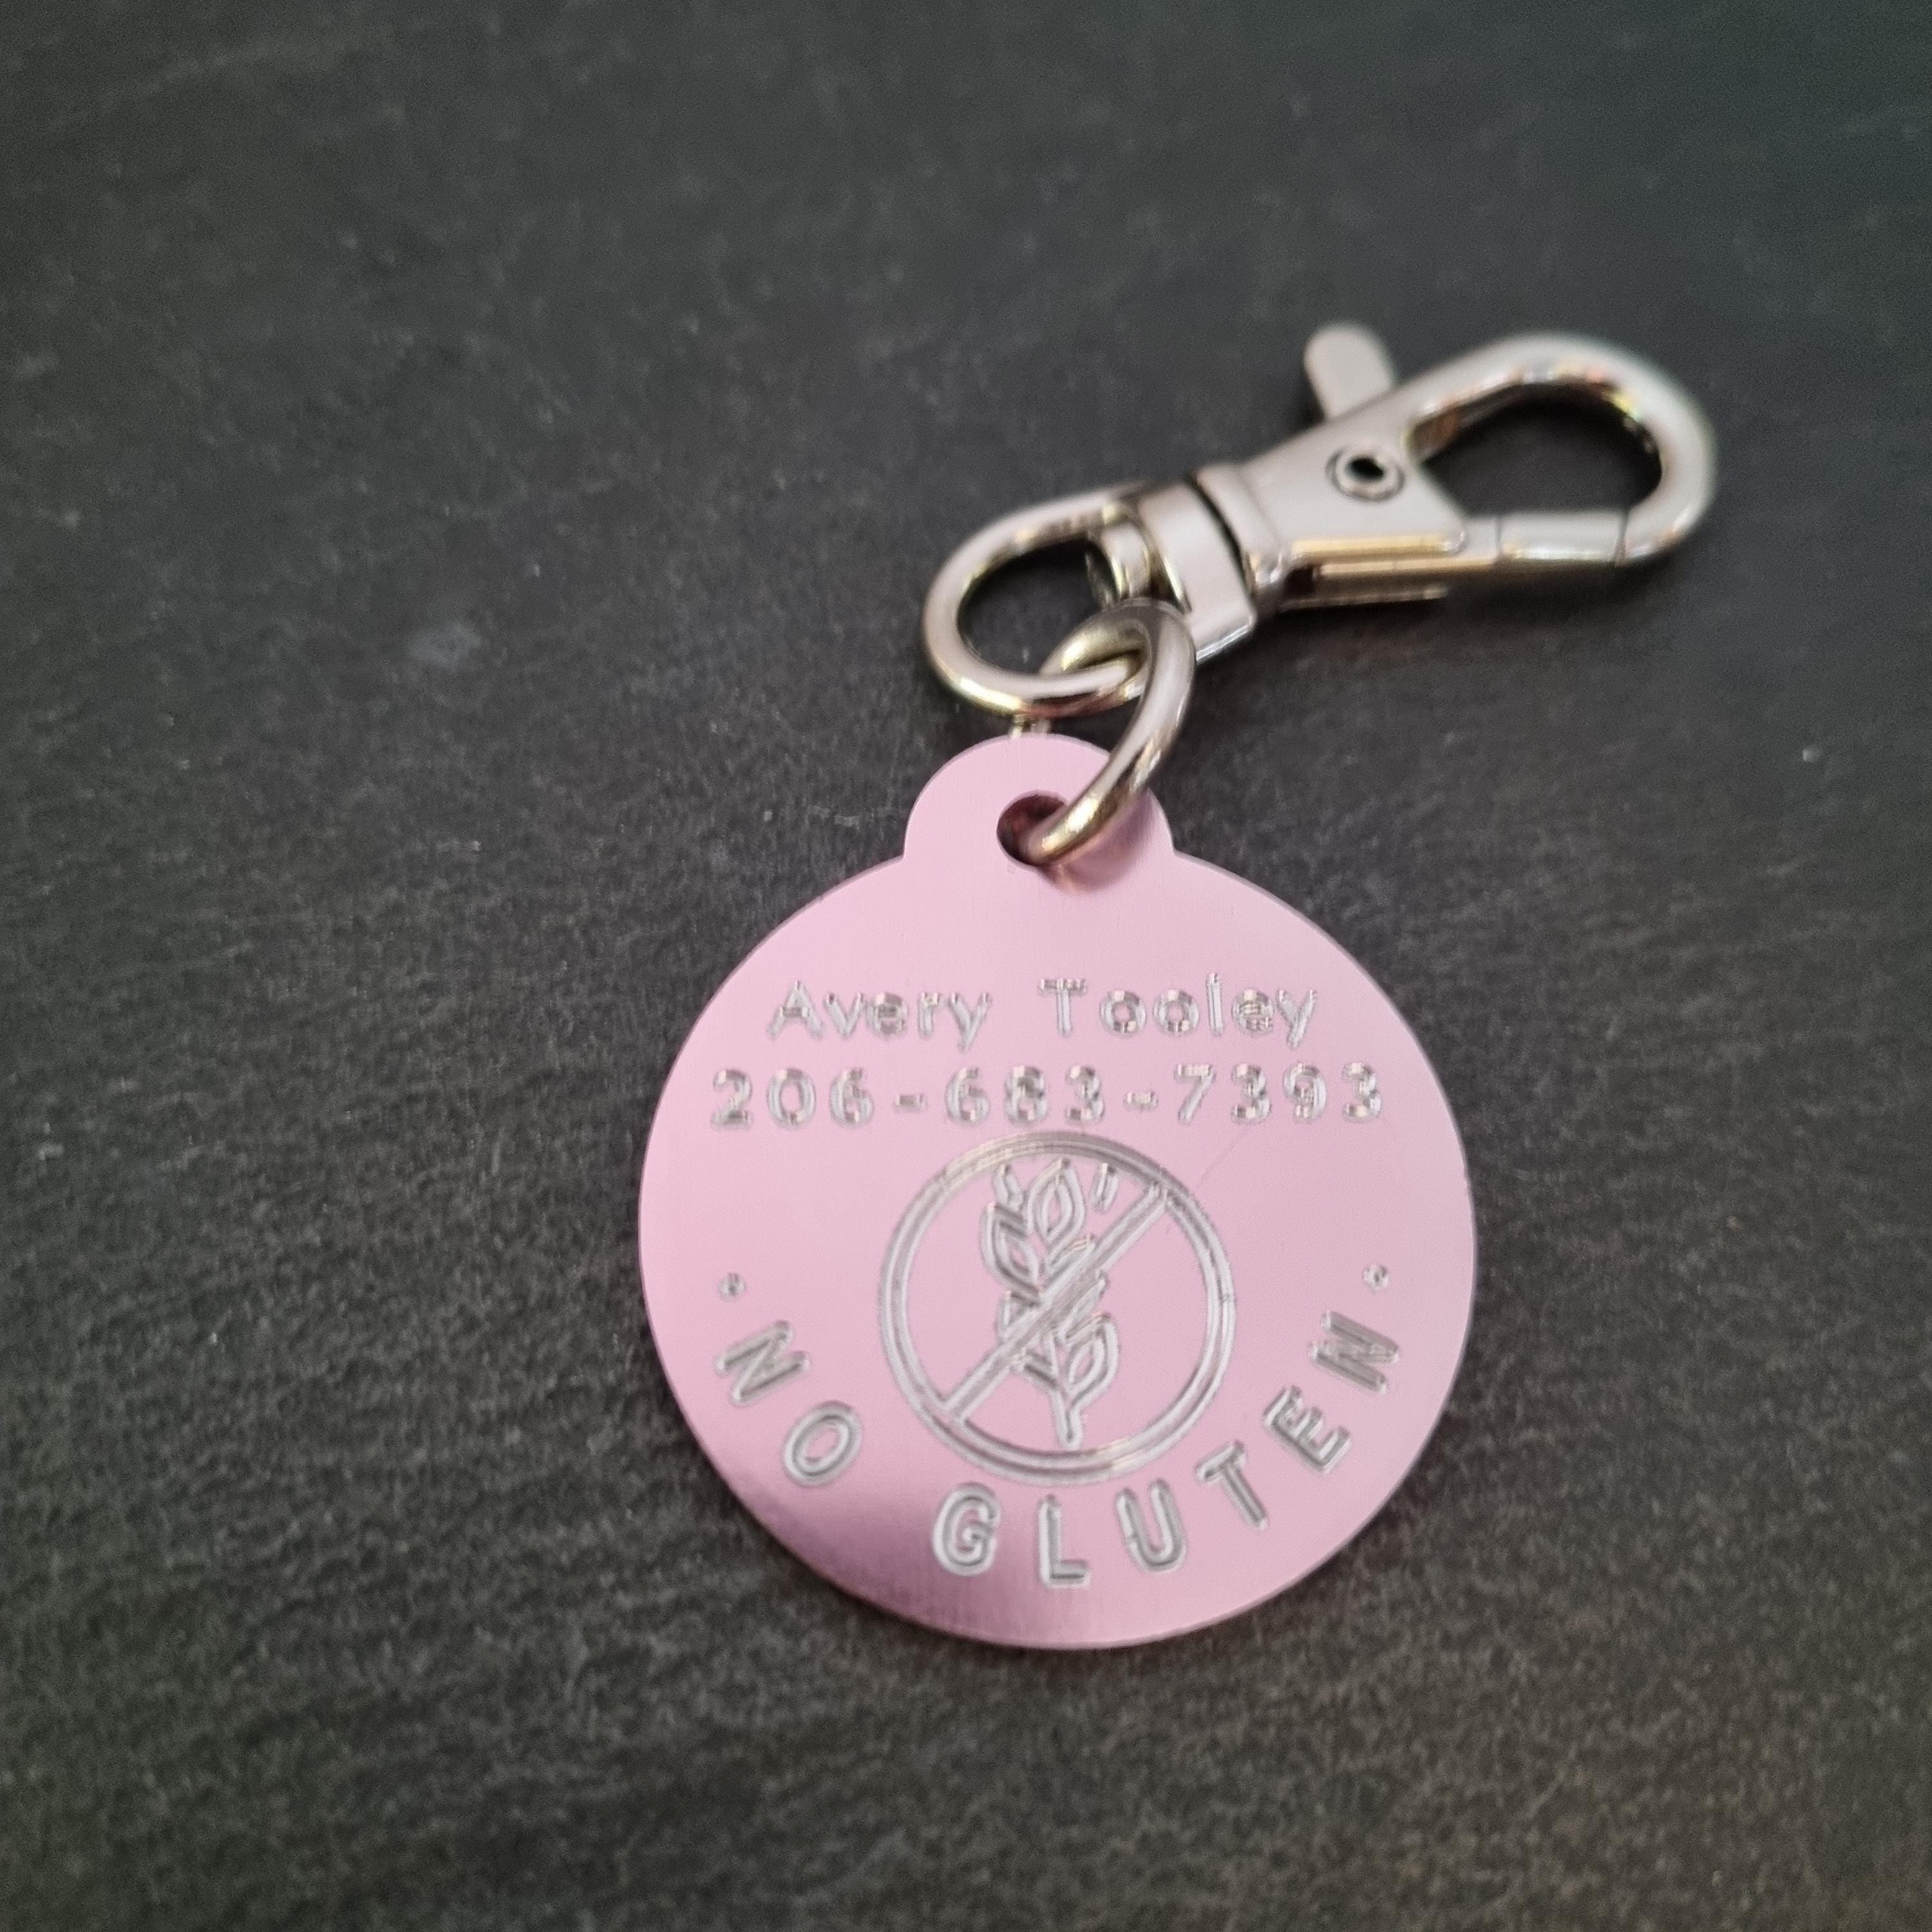 Avery Tooley
206-683-7393
• NO GLUTEN •